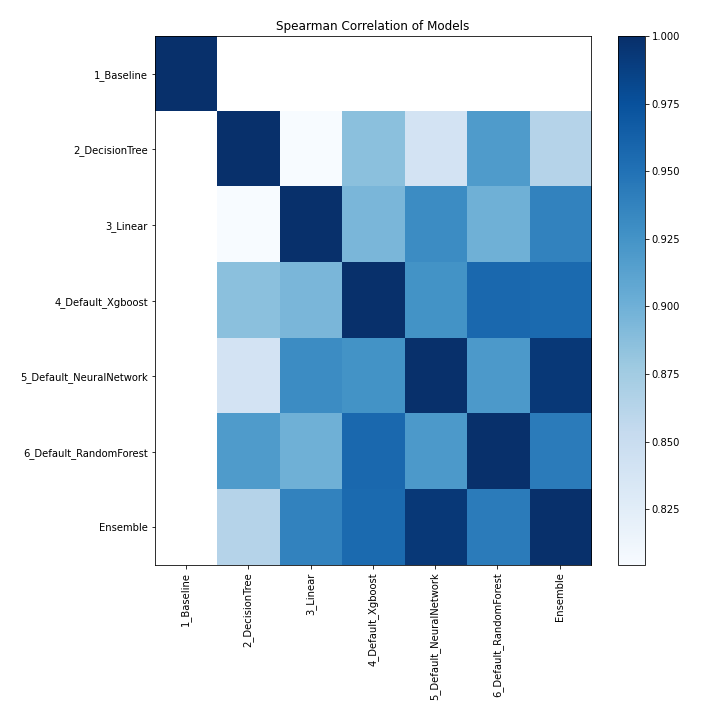 Spearman Correlation of Models
1_Baseline
2_DecisionTree
3_Linear
4_Default_Xgboost
5_Default_NeuralNetwork
6_Default_RandomForest
Ensemble
1_Baseline
2_DecisionTree
3_Linear
4_Default_Xgboost
5_Default_NeuralNetwork
6_Default_RandomForest
Ensemble
1.000
0.975
0.950
0.925
0.900
0.875
0.850
0.825